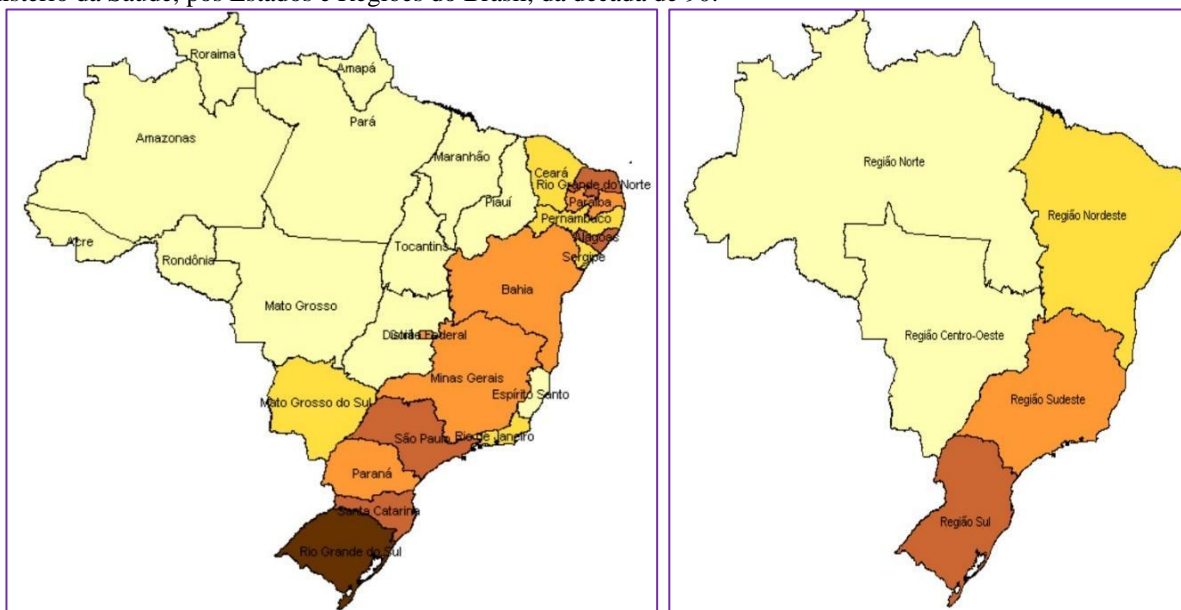 istério da Saúde, pós Estados e Regiões do Brasil, da década de 90.
Roraima
Amapá
Amazonas
Pará
Maranhão
Ceará
Rio Grande do Norte
Paraíba
Piauí
Pernambuco
Alagoas
Sergipe
Acre
Rondônia
Tocantins
Bahia
Mato Grosso
Distrito Federal
Minas Gerais
Espírito Santo
Mato Grosso do Sul
São Paulo
Rio de Janeiro
Paraná
Santa Catarina
Rio Grande do Sul
Região Norte
Região Nordeste
Região Centro-Oeste
Região Sudeste
Região Sul